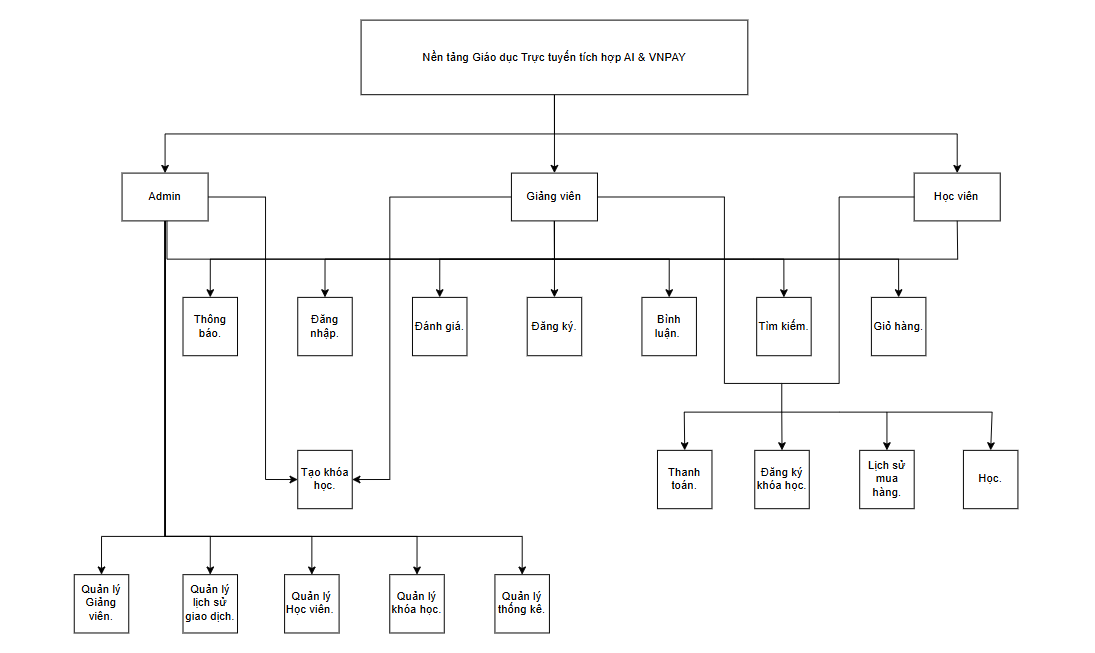 Nền tảng Giáo dục Trực tuyến tích hợp AI & VNPAY
Admin
Giảng viên
Học viên
Thông
báo.
Đăng
nhập.
Đánh giá.
Đăng ký.
Bình
luận.
Tìm kiếm.
Giỏ hàng.
Tạo khóa
học.
Thanh
toán.
Đăng ký
khóa học.
Lịch sử
mua
hàng.
Học.
Quản lý
Giảng
viên.
Quản lý
lịch sử
giao dịch.
Quản lý
Học viên.
Quản lý
khóa học.
Quản lý
thống kê.